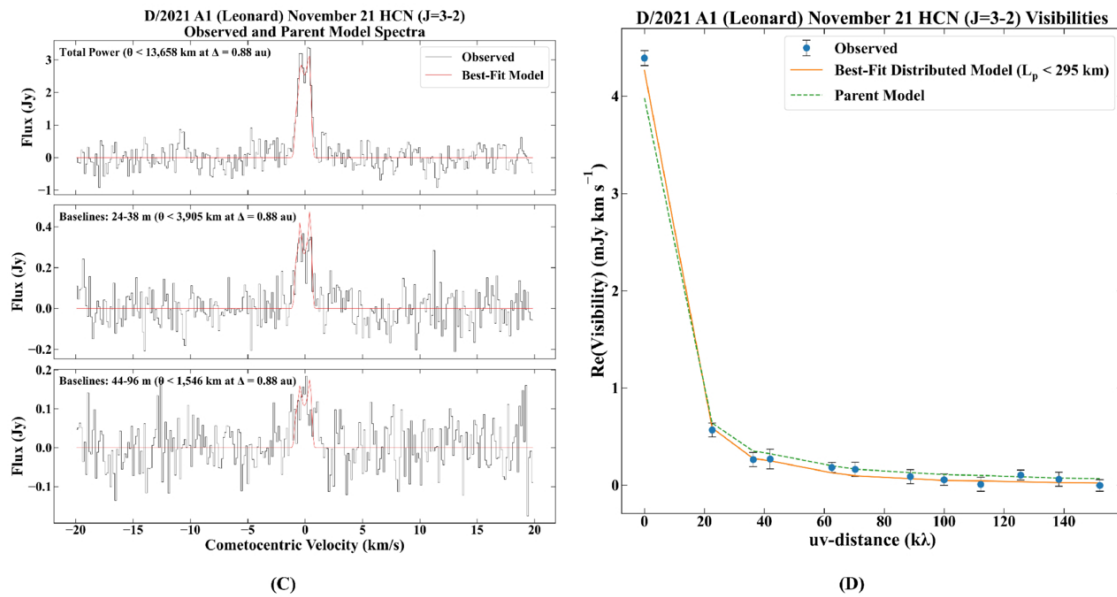 D/2021 A1 (Leonard) November 21 HCN (J=3-2)
Observed and Parent Model Spectra
Total Power (θ < 13,658 km at Δ = 0.88 au)
Observed
Best-Fit Model
Flux (Jy)
3
2
1
0
−1
Baselines: 24-38 m (θ < 3,905 km at Δ = 0.88 au)
Flux (Jy)
0.4
0.2
0.0
−0.2
Baselines: 44-96 m (θ < 1,546 km at Δ = 0.88 au)
Flux (Jy)
0.2
0.1
0.0
−0.1
−20 −15 −10 −5 0 5 10 15 20
Cometocentric Velocity (km/s)
(C)
D/2021 A1 (Leonard) November 21 HCN (J=3-2) Visibilities
Observed
Best-Fit Distributed Model (Lp < 295 km)
Parent Model
Re(Visibility) (mJy km s⁻¹)
4
3
2
1
0
0 20 40 60 80 100 120 140
uv-distance (kλ)
(D)